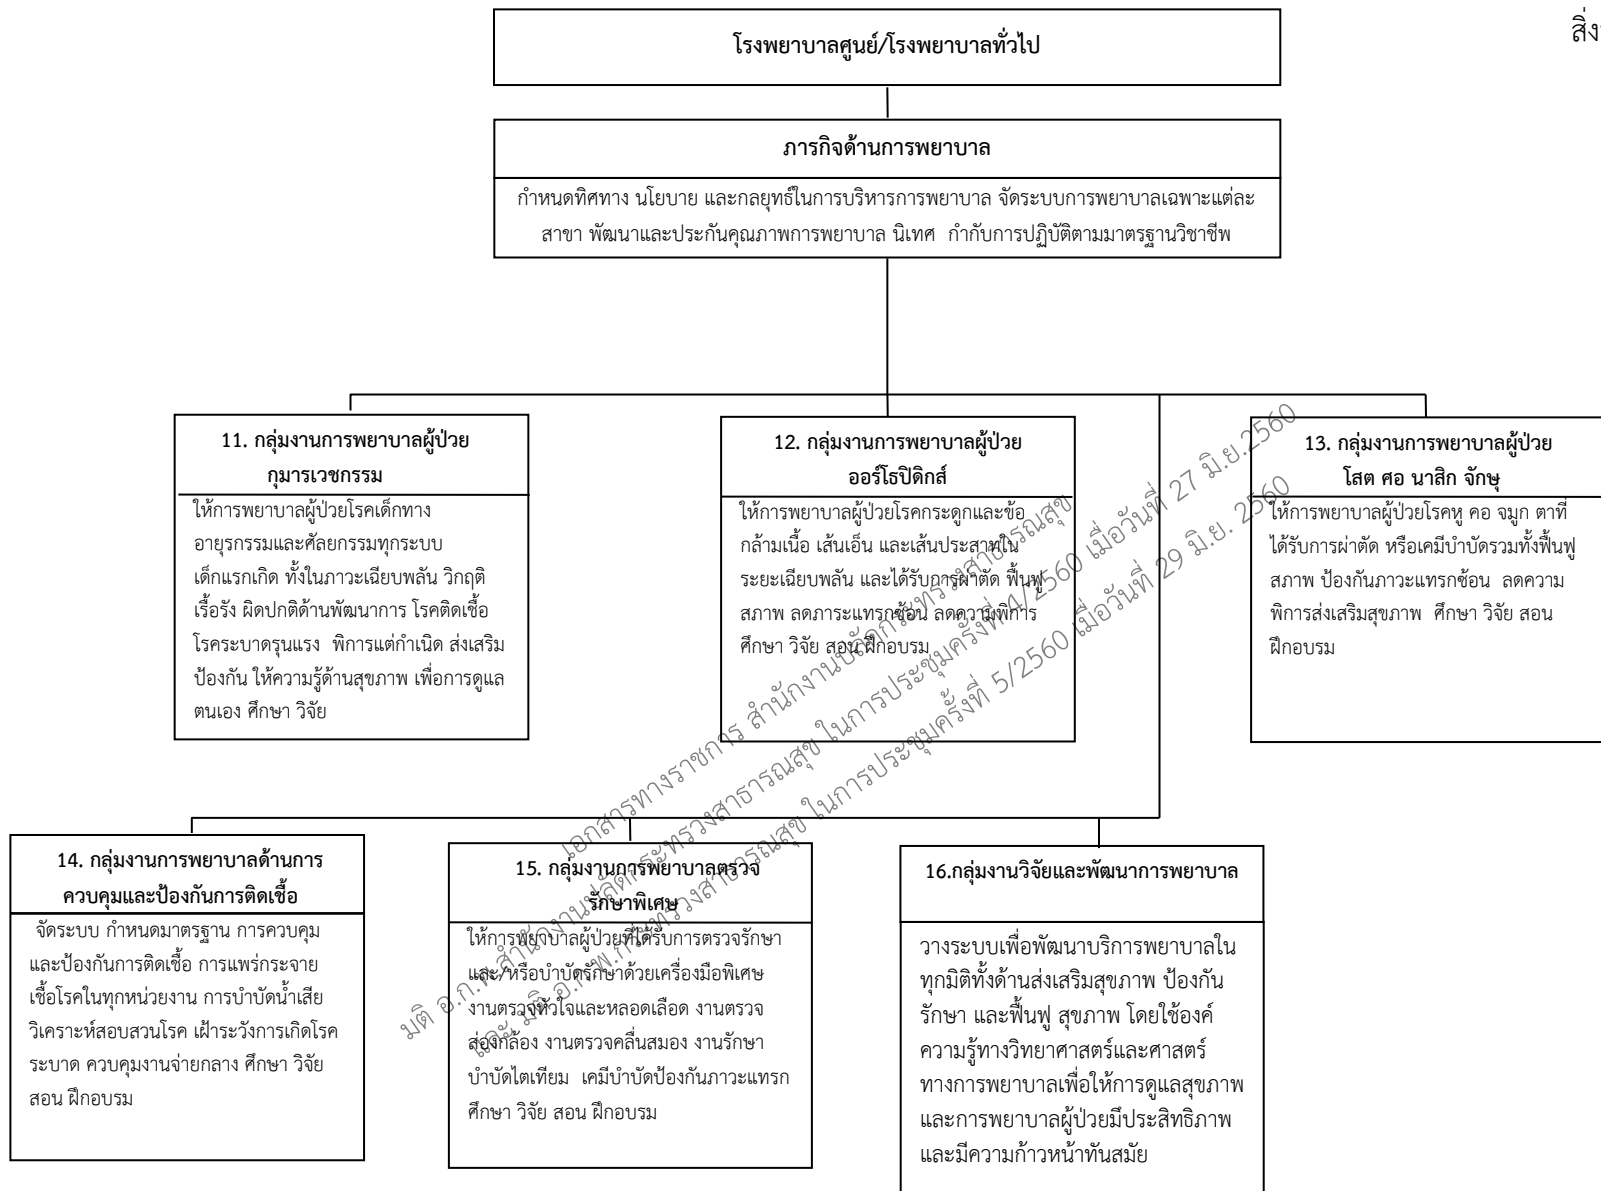 สิ่ง
โรงพยาบาลศูนย์/โรงพยาบาลทั่วไป
ภารกิจด้านการพยาบาล
กำหนดทิศทาง นโยบาย และกลยุทธ์ในการบริหารการพยาบาล จัดระบบการพยาบาลเฉพาะแต่ละ
สาขา พัฒนาและประกันคุณภาพการพยาบาล นิเทศ กำกับการปฏิบัติตามมาตรฐานวิชาชีพ
11. กลุ่มงานการพยาบาลผู้ป่วย
กุมารเวชกรรม
ให้การพยาบาลผู้ป่วยโรคเด็กทาง
อายุรกรรมและศัลยกรรมทุกระบบ
เด็กแรกเกิด ทั้งในภาวะเฉียบพลัน วิกฤติ
เรื้อรัง ผิดปกติด้านพัฒนาการ โรคติดเชื้อ
โรคระบาดรุนแรง พิการแต่กำเนิด ส่งเสริม
ป้องกัน ให้ความรู้ด้านสุขภาพ เพื่อการดูแล
ตนเอง ศึกษา วิจัย
12. กลุ่มงานการพยาบาลผู้ป่วย
ออร์โธปิดิกส์
ให้การพยาบาลผู้ป่วยโรคกระดูกและข้อ
กล้ามเนื้อ เส้นเอ็น และเส้นประสาทใน
ระยะเฉียบพลัน และได้รับการผ่าตัด ฟื้นฟู
สภาพ ลดภาระแทรกซ้อน ลดความพิการ
ศึกษา วิจัย สอน ฝึกอบรม
13. กลุ่มงานการพยาบาลผู้ป่วย
โสต ศอ นาสิก จักษุ
ให้การพยาบาลผู้ป่วยโรคหู คอ จมูก ตาที่
ได้รับการผ่าตัด หรือเคมีบำบัดรวมทั้งฟื้นฟู
สภาพ ป้องกันภาวะแทรกซ้อน ลดความ
พิการส่งเสริมสุขภาพ ศึกษา วิจัย สอน
ฝึกอบรม
14. กลุ่มงานการพยาบาลด้านการ
ควบคุมและป้องกันการติดเชื้อ
จัดระบบ กำหนดมาตรฐาน การควบคุม
และป้องกันการติดเชื้อ การแพร่กระจาย
เชื้อโรคในทุกหน่วยงาน การบำบัดน้ำเสีย
วิเคราะห์สอบสวนโรค เฝ้าระวังการเกิดโรค
ระบาด ควบคุมงานจ่ายกลาง ศึกษา วิจัย
สอน ฝึกอบรม
15. กลุ่มงานการพยาบาลตรวจ
รักษาพิเศษ
ให้การพยาบาลผู้ป่วยที่ได้รับการตรวจรักษา
และ/หรือบำบัดรักษาด้วยเครื่องมือพิเศษ
งานตรวจหัวใจและหลอดเลือด งานตรวจ
ส่องกล้อง งานตรวจคลื่นสมอง งานรักษา
บำบัดไตเทียม เคมีบำบัดป้องกันภาวะแทรก
ศึกษา วิจัย สอน ฝึกอบรม
16.กลุ่มงานวิจัยและพัฒนาการพยาบาล
วางระบบเพื่อพัฒนาบริการพยาบาลใน
ทุกมิติทั้งด้านส่งเสริมสุขภาพ ป้องกัน
รักษา และฟื้นฟู สุขภาพ โดยใช้องค์
ความรู้ทางวิทยาศาสตร์และศาสตร์
ทางการพยาบาลเพื่อให้การดูแลสุขภาพ
และการพยาบาลผู้ป่วยมีประสิทธิภาพ
และมีความก้าวหน้าทันสมัย
เอกสารทางราชการ สำนักงานปลัดกระทรวงสาธารณสุข
มติ อ.ก.พ.สำนักงานปลัดกระทรวงสาธารณสุข ในการประชุมครั้งที่ 4/2560 เมื่อวันที่ 27 มิ.ย.2560
และ มติ อ.ก.พ.กระทรวงสาธารณสุข ในการประชุมครั้งที่ 5/2560 เมื่อวันที่ 29 มิ.ย. 2560